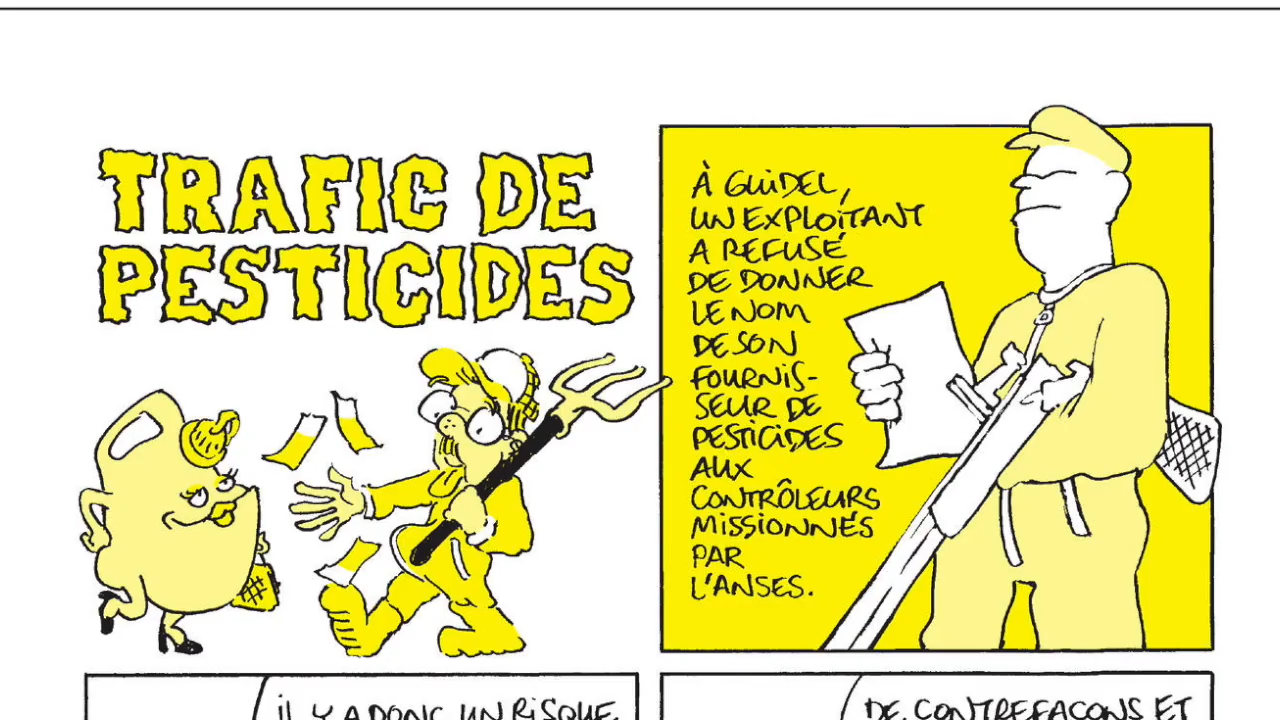 TRAFIC DE
PESTICIDES
À GUIDEL,
UN EXPLOITANT
A REFUSÉ
DE DONNER
LE NOM
DE SON
FOURNIS-
SEUR DE
PESTICIDES
AUX
CONTRÔLEURS
MISSIONNÉS
PAR
L'ANSES.
IL Y A DONC UN RISQUE
DE CONTREFAÇONS ET